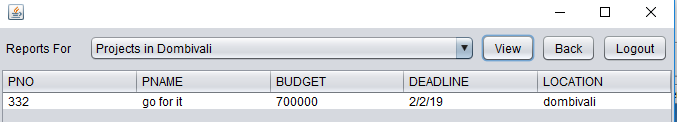 Reports For Projects in Dombivali View Back Logout
PNO PNAME BUDGET DEADLINE LOCATION
332 go for it 700000 2/2/19 dombivali